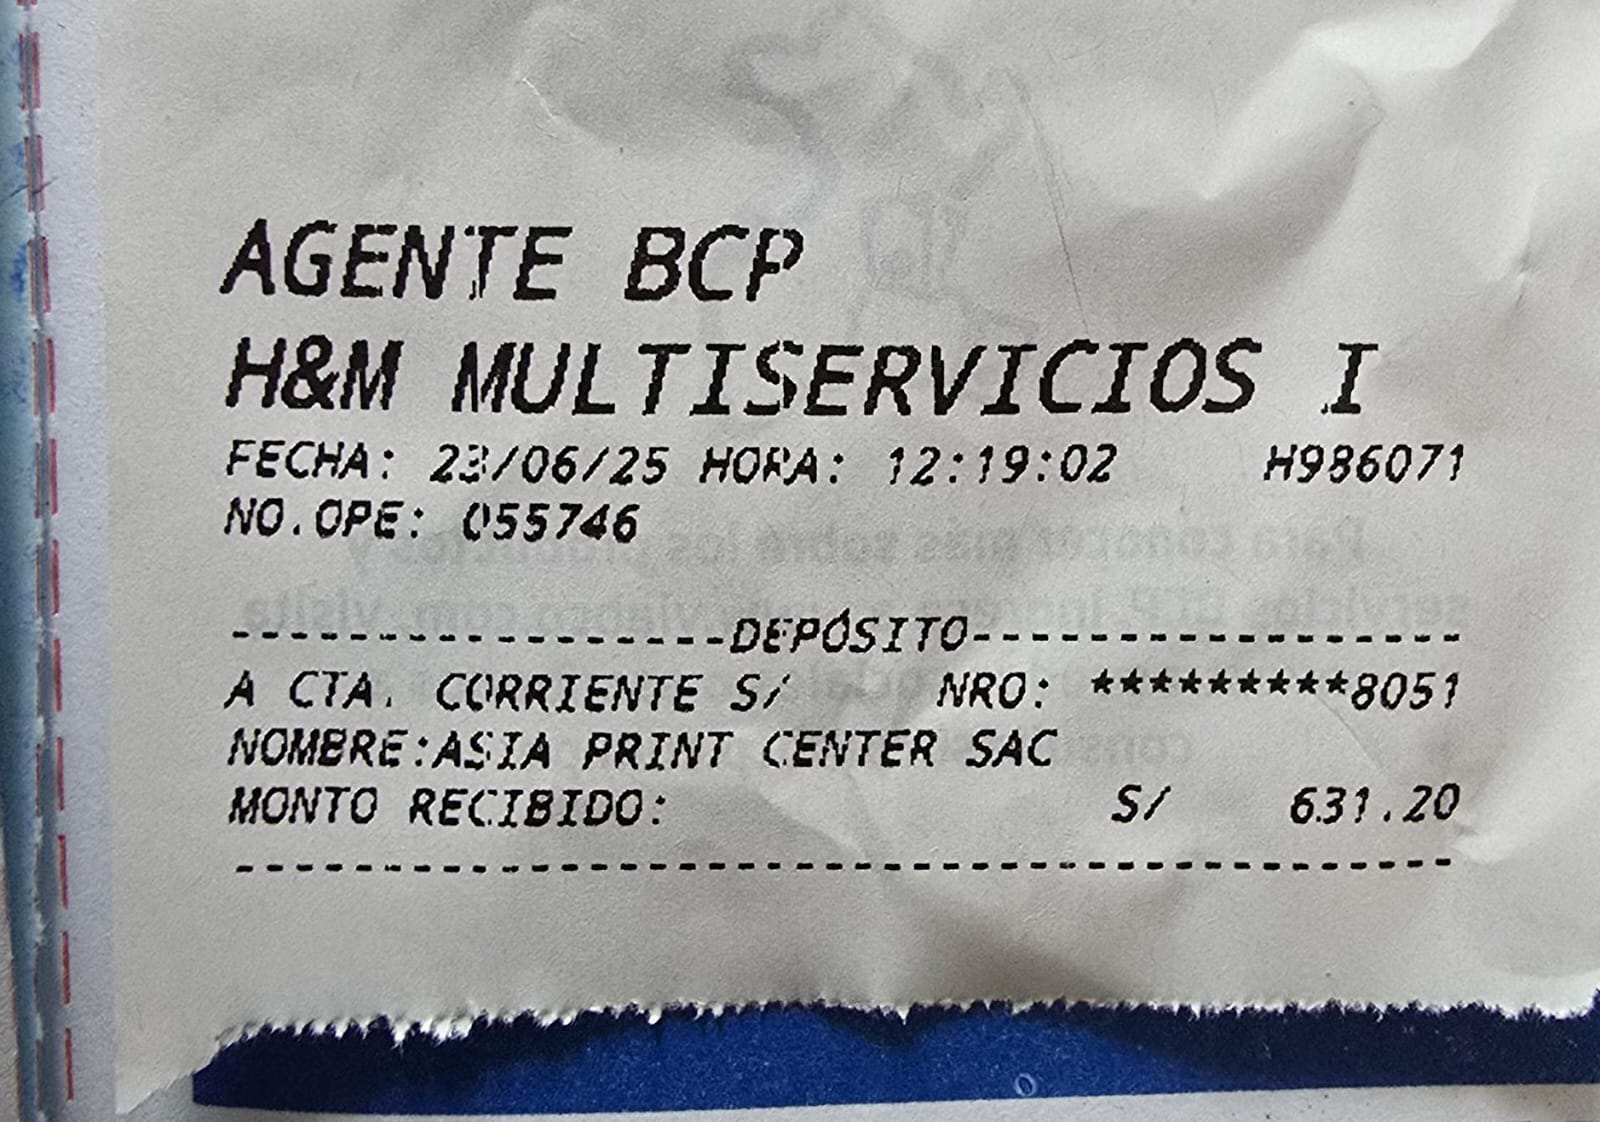 AGENTE BCP
H&M MULTISERVICIOS I
FECHA: 23/06/25 HORA: 12:19:02 H986071
NO.OPE: 055746
----------------DEPÓSITO----------------
A CTA. CORRIENTE S/ NRO: *********8051
NOMBRE:ASIA PRINT CENTER SAC
MONTO RECIBIDO: S/ 631.20
----------------------------------------